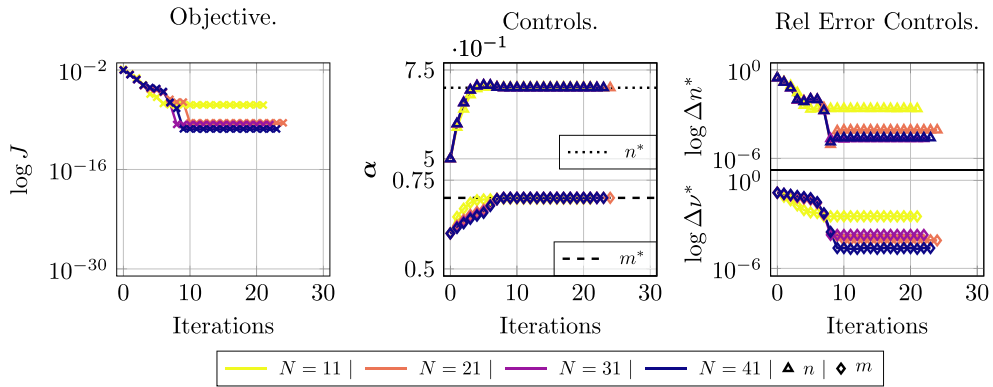 Objective.
log J
10^{-2}
10^{-16}
10^{-30}
0 10 20 30
Iterations
Controls.
·10^{-1}
α
7.5
5
0.75
0.5
n*
m*
0 10 20 30
Iterations
Rel Error Controls.
log Δn*
10^0
10^{-6}
log Δν*
10^0
10^{-6}
0 10 20 30
Iterations
N = 11 | N = 21 | N = 31 | N = 41 | n | m